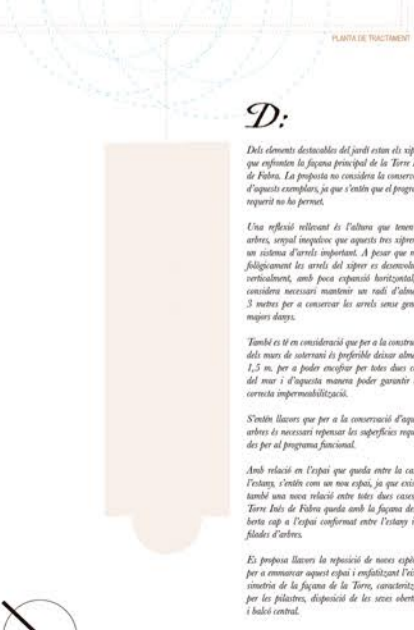 PLANTA DE TRACTAMENT
D:
Dels elements destacables del jardí estan els xip
que enfronten la façana principal de la Torre I
de Fabra. La proposta no considera la conserv
d'aquests exemplars, ja que s'entén que el progra
requerit no ho permet.
Una reflexió rellevant és l'altura que tenen
arbres, senyal inequívoc que aquests tres xiprer
un sistema d'arrels important. A pesar que m
fològicament les arrels del xiprer es desenvolu
verticalment, amb poca expansió horitzontal,
considera necessari mantenir un radi d'alme
3 metres per a conservar les arrels sense gen
majors danys.
També es té en consideració que per a la constru
dels murs de soterrani és preferible deixar alme
1,5 m. per a poder encofrar per totes dues c
del mur i d'aquesta manera poder garantir
correcta impermeabilització.
S'entén llavors que per a la conservació d'aqu
arbres és necessari repensar les superfícies requ
des per al programa funcional.
Amb relació en l'espai que queda entre la ca
l'estany, s'entén com un nou espai, ja que exis
també una nova relació entre totes dues cases
Torre Inés de Fabra queda amb la façana de
berta cap a l'espai conformat entre l'estany i
filades d'arbres.
Es proposa llavors la reposició de noves espè
per a emmarcar aquest espai i emfatitzant l'ei
simetria de la façana de la Torre, caracteritz
per les pilastres, disposició de les seves obert
i balcó central.